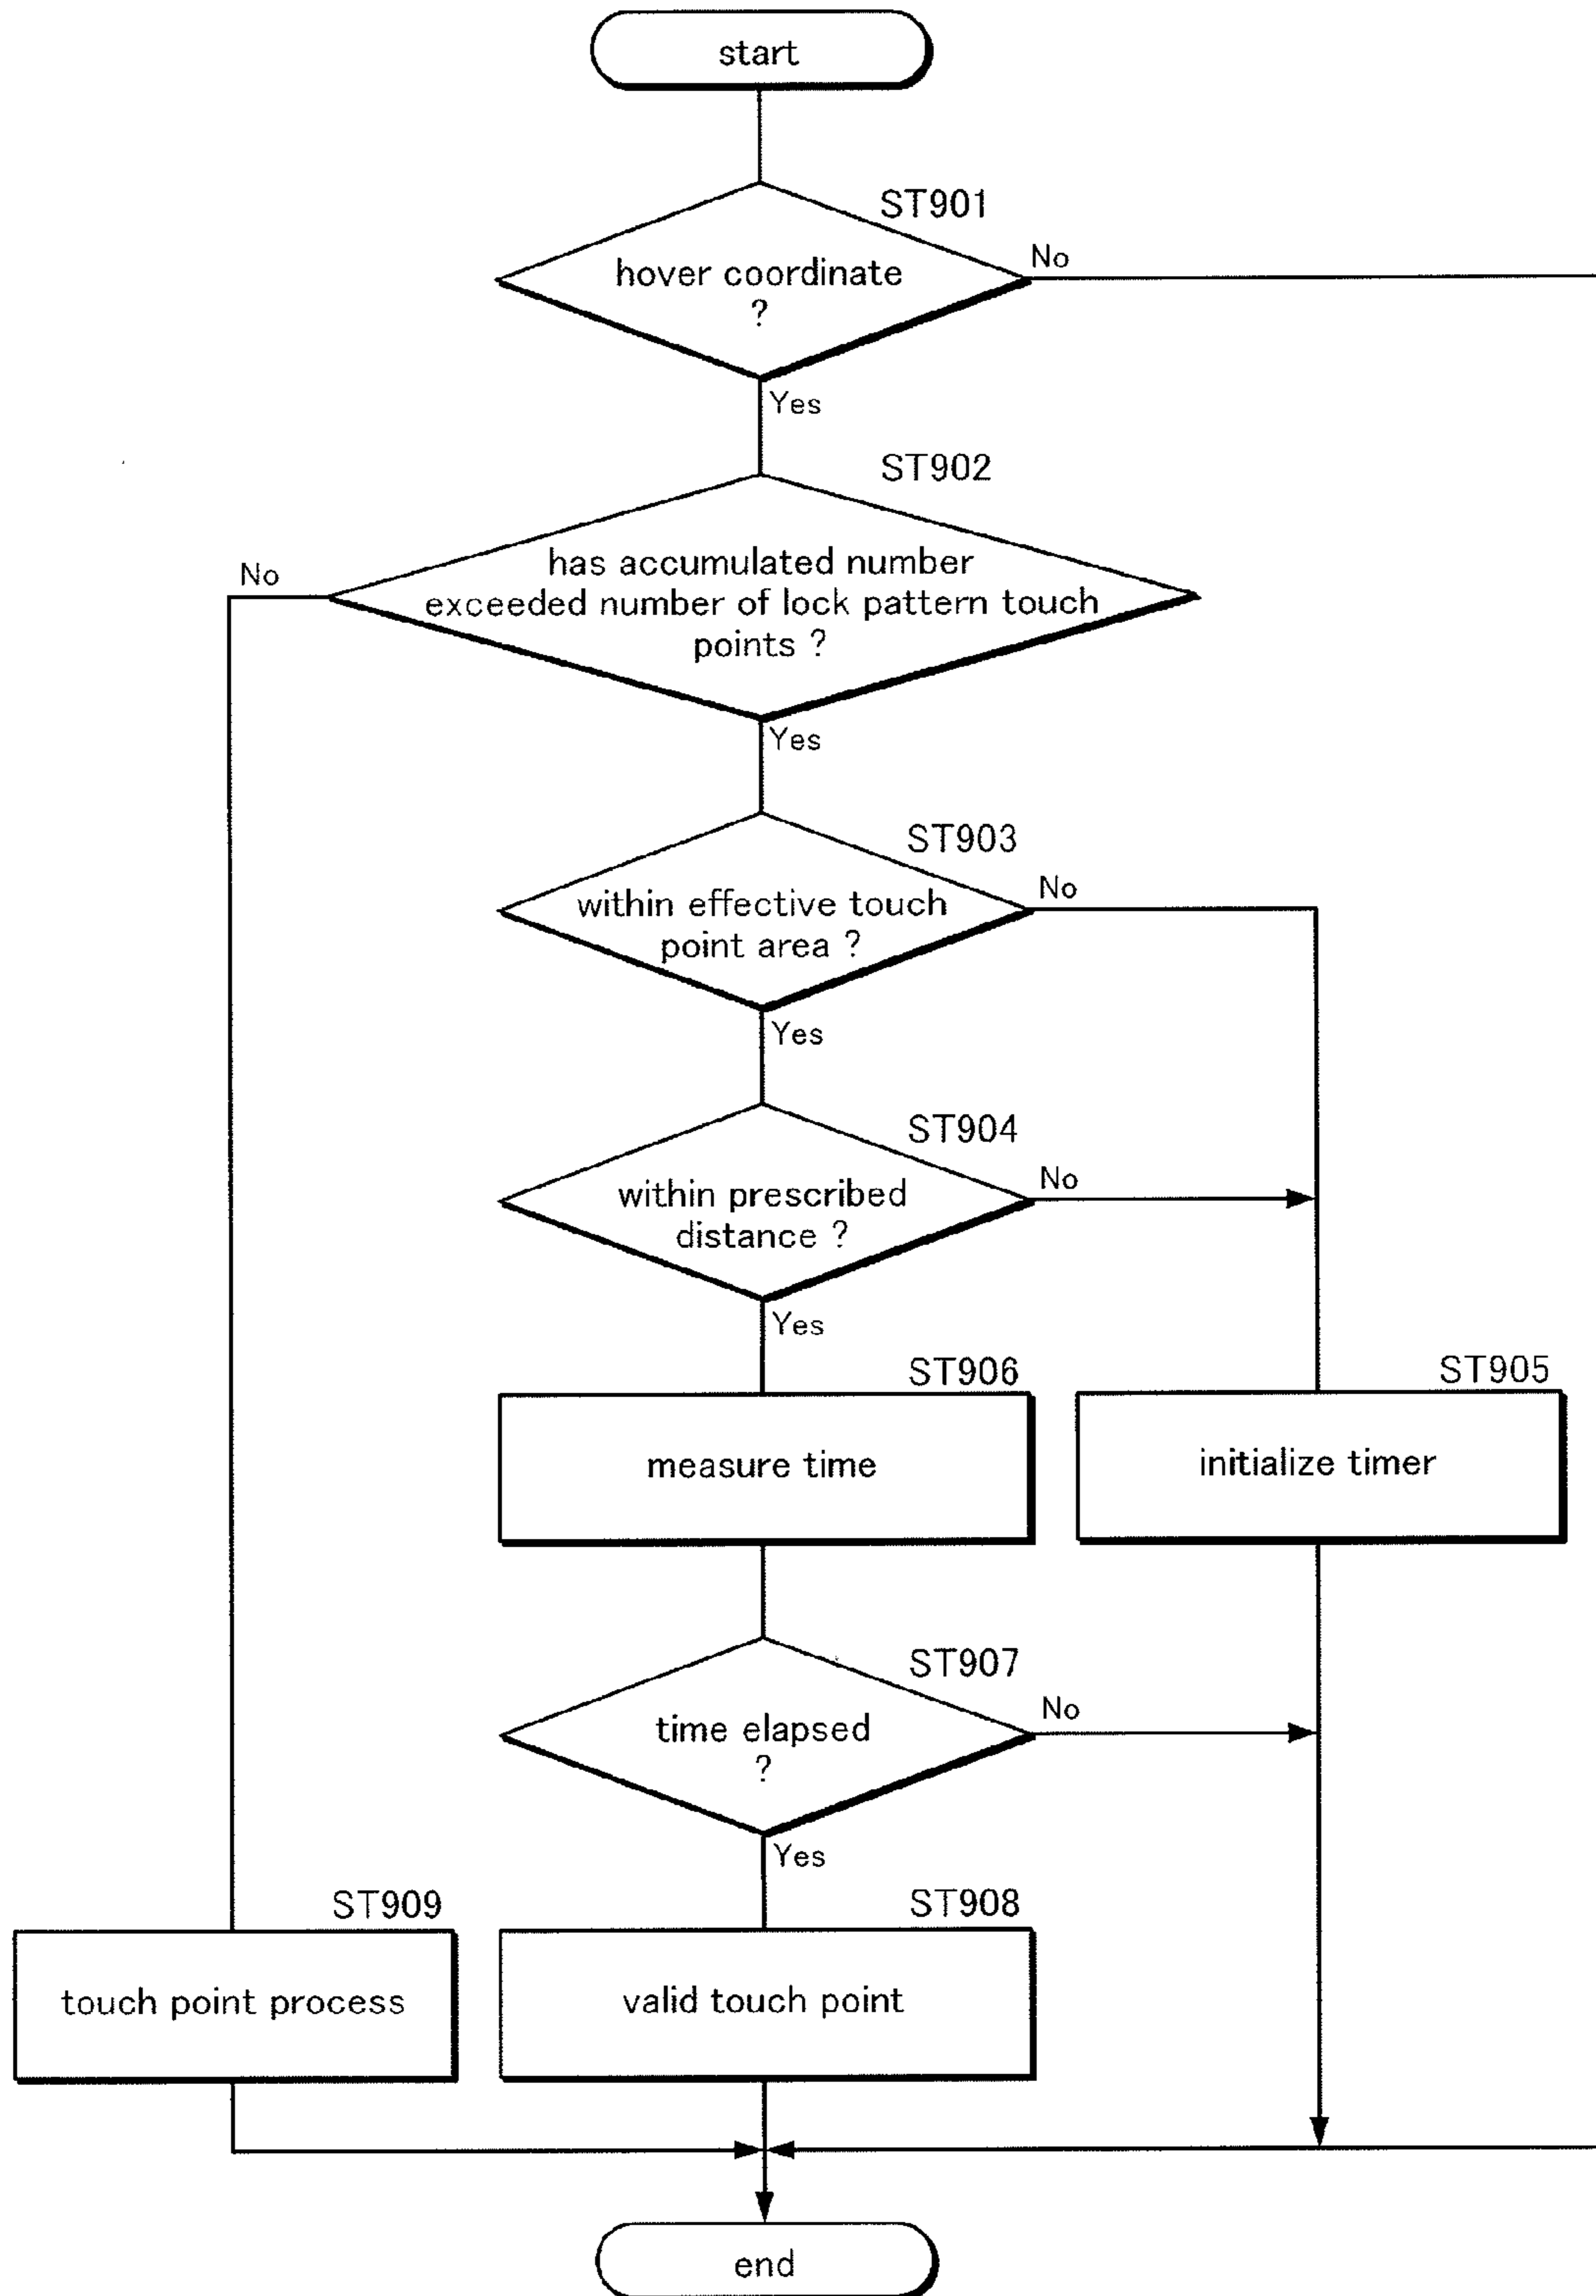 start
ST901
hover coordinate
?
No
Yes
ST902
has accumulated number
exceeded number of lock pattern touch
points ?
No
Yes
ST903
within effective touch
point area ?
No
Yes
ST904
within prescribed
distance ?
No
Yes
ST906
measure time
ST905
initialize timer
ST907
time elapsed
?
No
Yes
ST909
touch point process
ST908
valid touch point
end